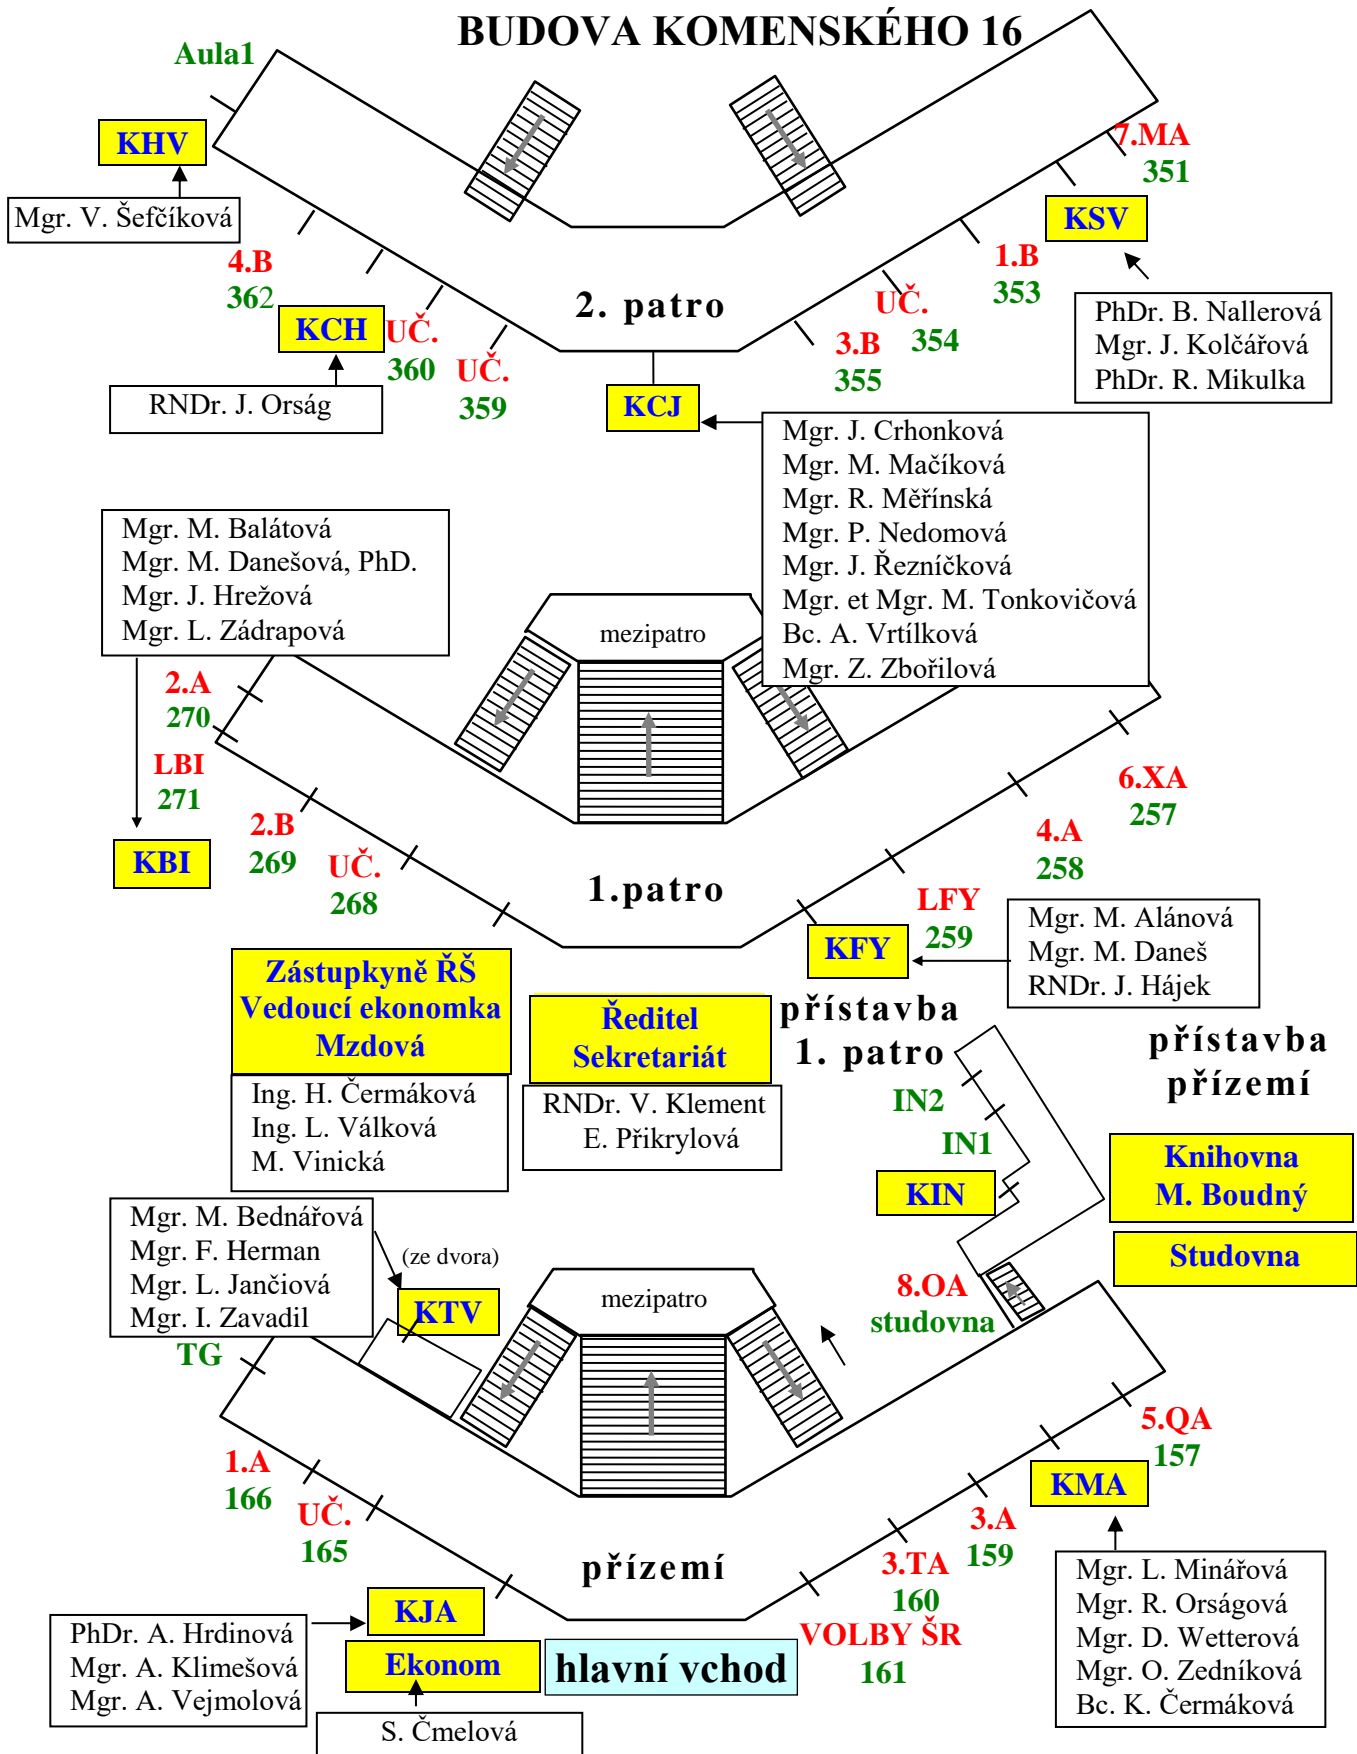 BUDOVA KOMENSKÉHO 16
Aula1
KHV
Mgr. V. Šefčíková
4.B
362
KCH
RNDr. J. Orság
UČ.
360
UČ.
359
2. patro
KCJ
3.B
355
UČ.
354
1.B
353
KSV
7.MA
351
PhDr. B. Nallerová
Mgr. J. Kolčářová
PhDr. R. Mikulka
Mgr. J. Crhonková
Mgr. M. Mačíková
Mgr. R. Měřínská
Mgr. P. Nedomová
Mgr. J. Řezníčková
Mgr. et Mgr. M. Tonkovičová
Bc. A. Vrtílková
Mgr. Z. Zbořilová
Mgr. M. Balátová
Mgr. M. Danešová, PhD.
Mgr. J. Hrežová
Mgr. L. Zádrapová
mezipatro
2.A
270
LBI
271
KBI
2.B
269
UČ.
268
1.patro
6.XA
257
4.A
258
LFY
259
KFY
Mgr. M. Alánová
Mgr. M. Daneš
RNDr. J. Hájek
Zástupkyně ŘŠ
Vedoucí ekonomka
Mzdová
Ing. H. Čermáková
Ing. L. Válková
M. Vinická
Ředitel
Sekretariát
RNDr. V. Klement
E. Přikrylová
přístavba
1. patro
IN2
IN1
KIN
přístavba
přízemí
Knihovna
M. Boudný
Studovna
Mgr. M. Bednářová
Mgr. F. Herman
Mgr. L. Jančiová
Mgr. I. Zavadil
(ze dvora)
KTV
mezipatro
8.OA
studovna
TG
1.A
166
UČ.
165
přízemí
5.QA
157
KMA
3.A
159
3.TA
160
VOLBY ŠR
161
Mgr. L. Minářová
Mgr. R. Orságová
Mgr. D. Wetterová
Mgr. O. Zedníková
Bc. K. Čermáková
KJA
PhDr. A. Hrdinová
Mgr. A. Klimešová
Mgr. A. Vejmolová
Ekonom
S. Čmelová
hlavní vchod